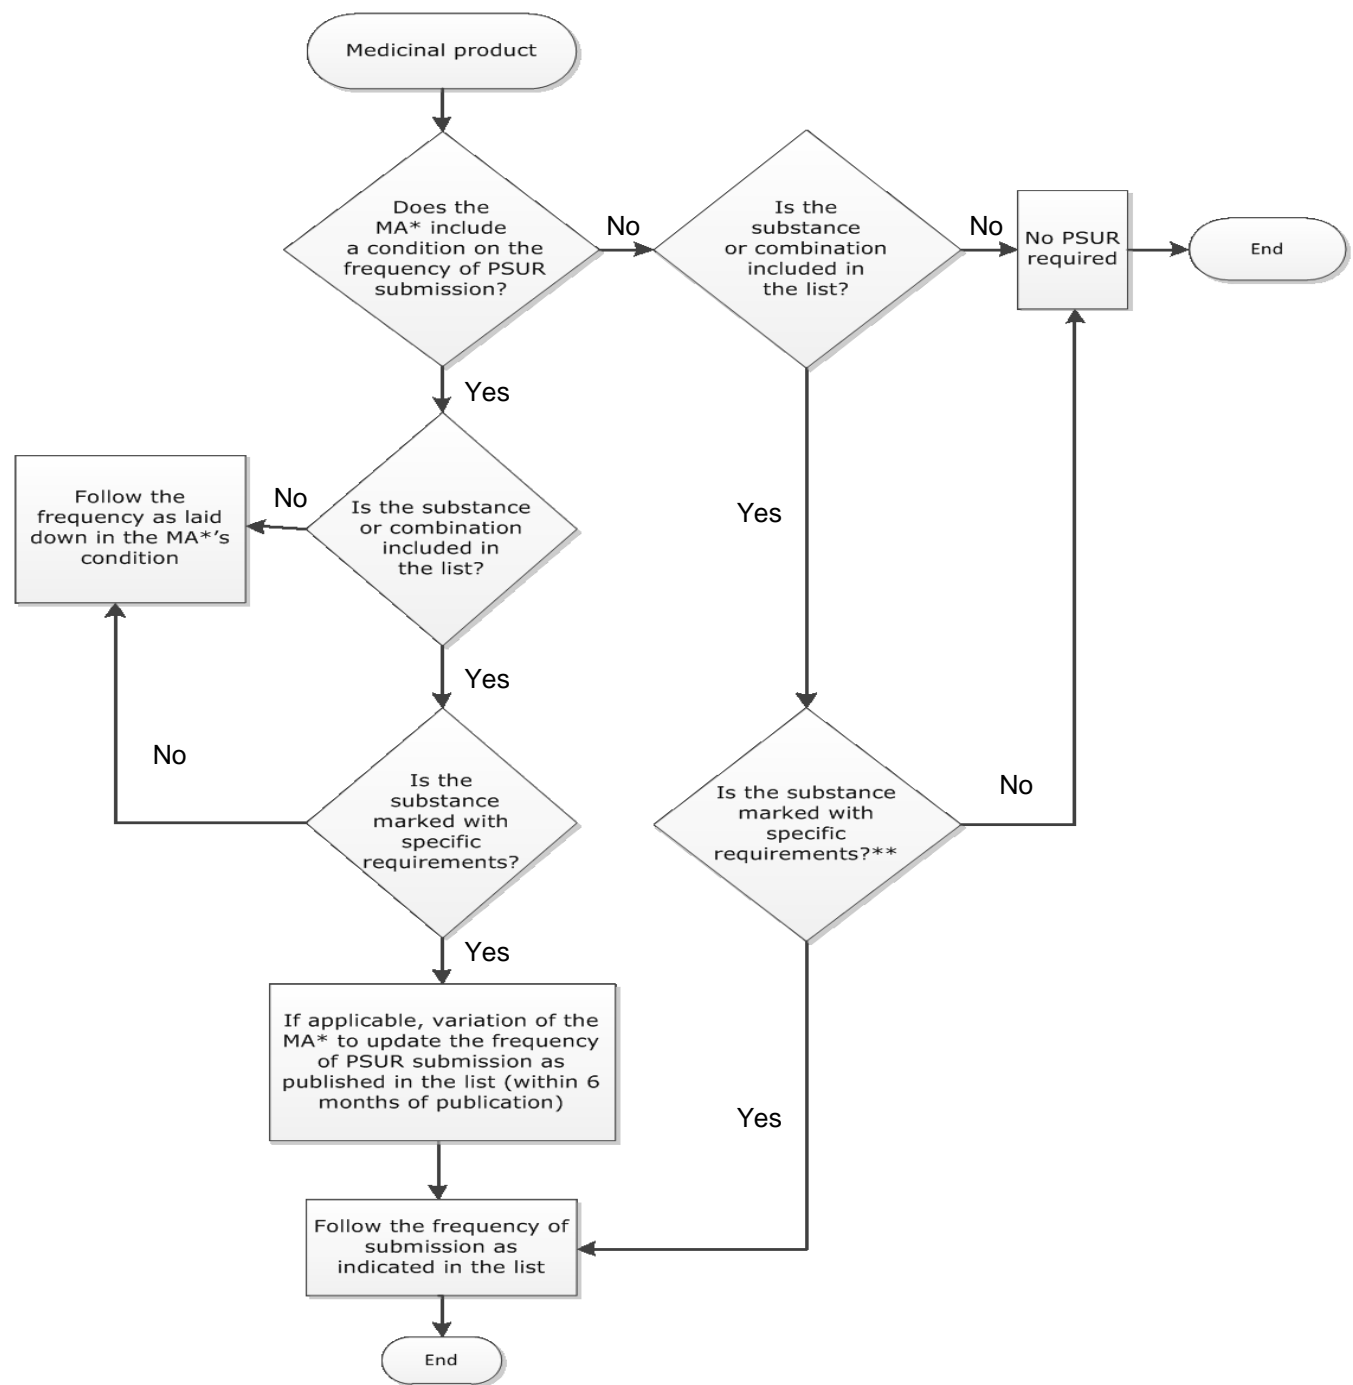 Medicinal product
Does the
MA* include
a condition on the
frequency of PSUR
submission?
No
Is the
substance
or combination
included in
the list?
No
No PSUR
required
End
Yes
Follow the
frequency as laid
down in the MA*’s
condition
No
Is the substance
or combination
included in
the list?
Yes
Yes
No
Is the
substance
marked with
specific
requirements?
Is the substance
marked with
specific
requirements?**
No
Yes
If applicable, variation of the
MA* to update the frequency
of PSUR submission as
published in the list (within 6
months of publication)
Yes
Follow the frequency of
submission as
indicated in the list
End